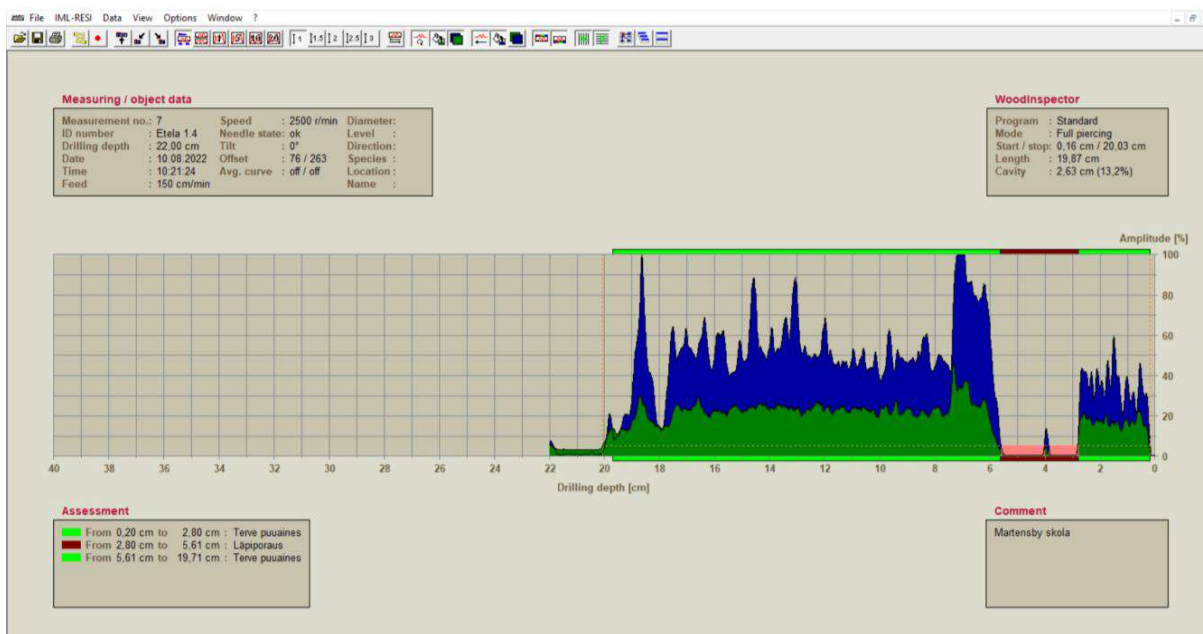 File IML-RESI Data View Options Window ?
1 1.5 2 2.5 3
Measuring / object data
Measurement no.: 7 Speed : 2500 r/min Diameter:
ID number : Etela 1.4 Needle state: ok Level :
Drilling depth : 22,00 cm Tilt : 0° Direction:
Date : 10.08.2022 Offset : 76 / 263 Species :
Time : 10:21:24 Avg. curve : off / off Location :
Feed : 150 cm/min Name :
WoodInspector
Program : Standard
Mode : Full piercing
Start / stop: 0,16 cm / 20,03 cm
Length : 19,87 cm
Cavity : 2,63 cm (13,2%)
Amplitude [%]
100
80
60
40
20
0
40 38 36 34 32 30 28 26 24 22 20 18 16 14 12 10 8 6 4 2 0
Drilling depth [cm]
Assessment
From 0,20 cm to 2,80 cm : Terve puuaines
From 2,80 cm to 5,61 cm : Läpiporaus
From 5,61 cm to 19,71 cm : Terve puuaines
Comment
Martensby skola